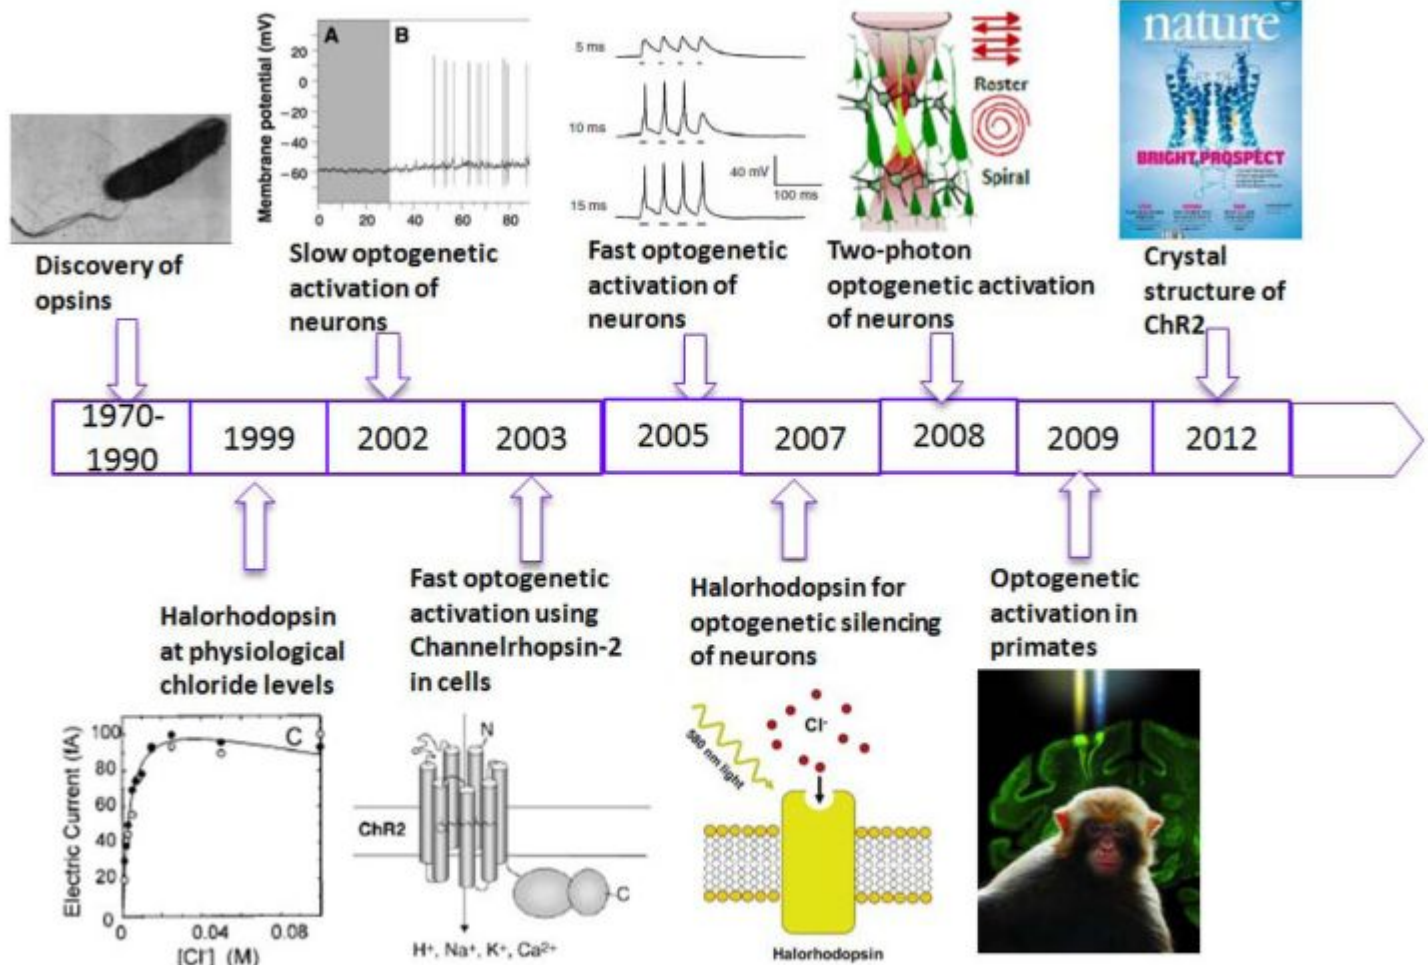 nature
BRIGHT PROSPECT
A
B
Membrane potential (mV)
20
0
−20
−40
−60
0
20
40
60
80
5 ms
10 ms
15 ms
40 mV
100 ms
Raster
Spiral
Discovery of
opsins
Slow optogenetic
activation of
neurons
Fast optogenetic
activation of
neurons
Two-photon
optogenetic activation
of neurons
Crystal
structure of
ChR2
1970-
1990
1999
2002
2003
2005
2007
2008
2009
2012
Halorhodopsin
at physiological
chloride levels
Fast optogenetic
activation using
Channelrhopsin-2
in cells
Halorhodopsin for
optogenetic silencing
of neurons
Optogenetic
activation in
primates
Electric Current (fA)
100
80
60
40
20
0
C
0
0.04
0.08
[Cl⁻] (M)
N
ChR2
C
H⁺, Na⁺, K⁺, Ca²⁺
580 nm light
Cl⁻
Halorhodopsin